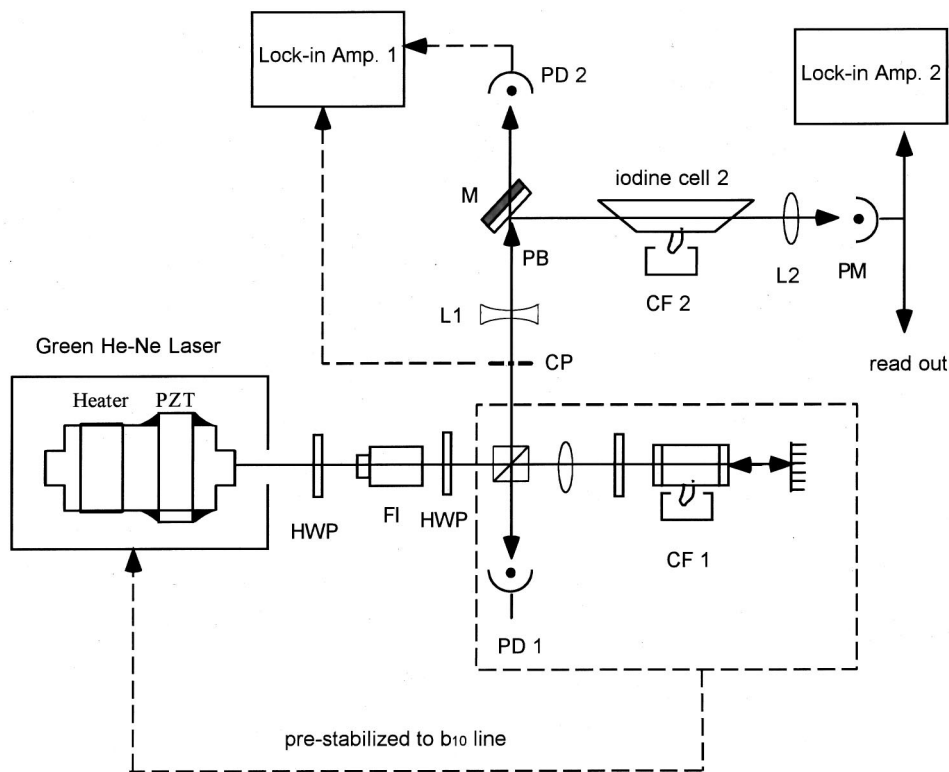 Lock-in Amp. 1
PD 2
Lock-in Amp. 2
M
iodine cell 2
PB
L2
PM
CF 2
L1
Green He-Ne Laser
CP
read out
Heater
PZT
HWP
FI
HWP
CF 1
PD 1
pre-stabilized to b10 line